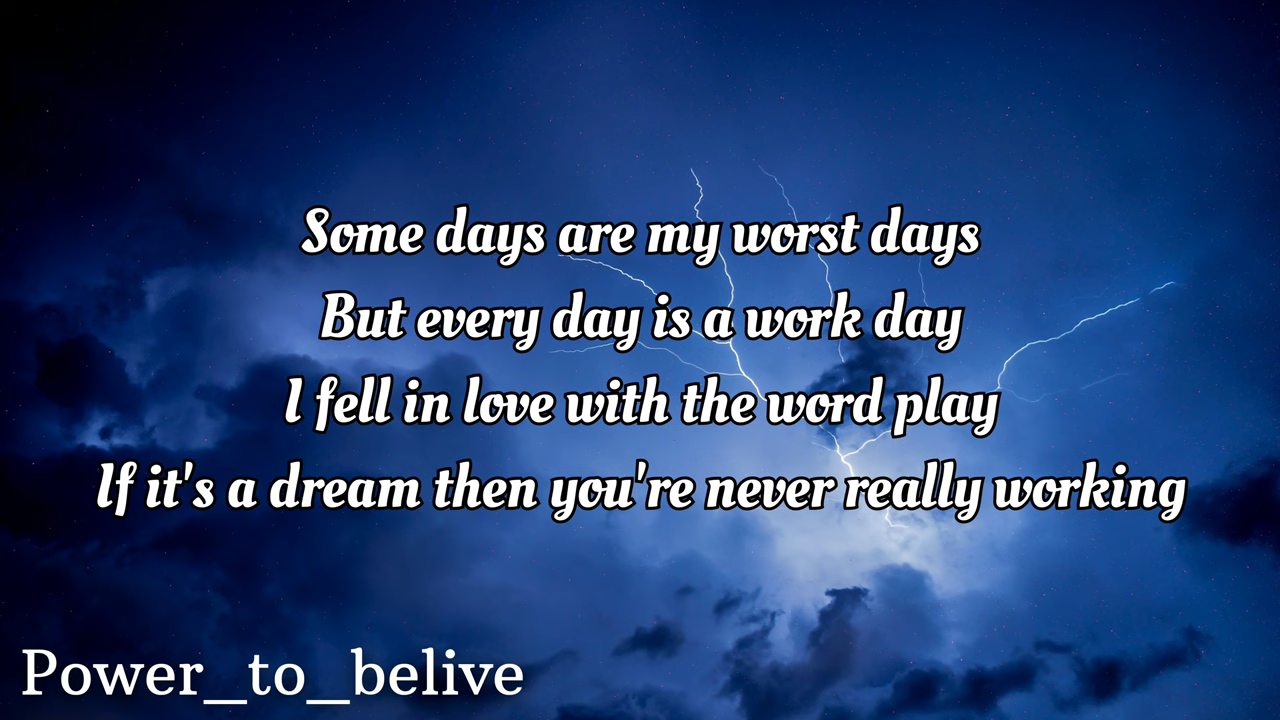 Some days are my worst days
But every day is a work day
I fell in love with the word play
If it's a dream then you're never really working
Power_to_belive